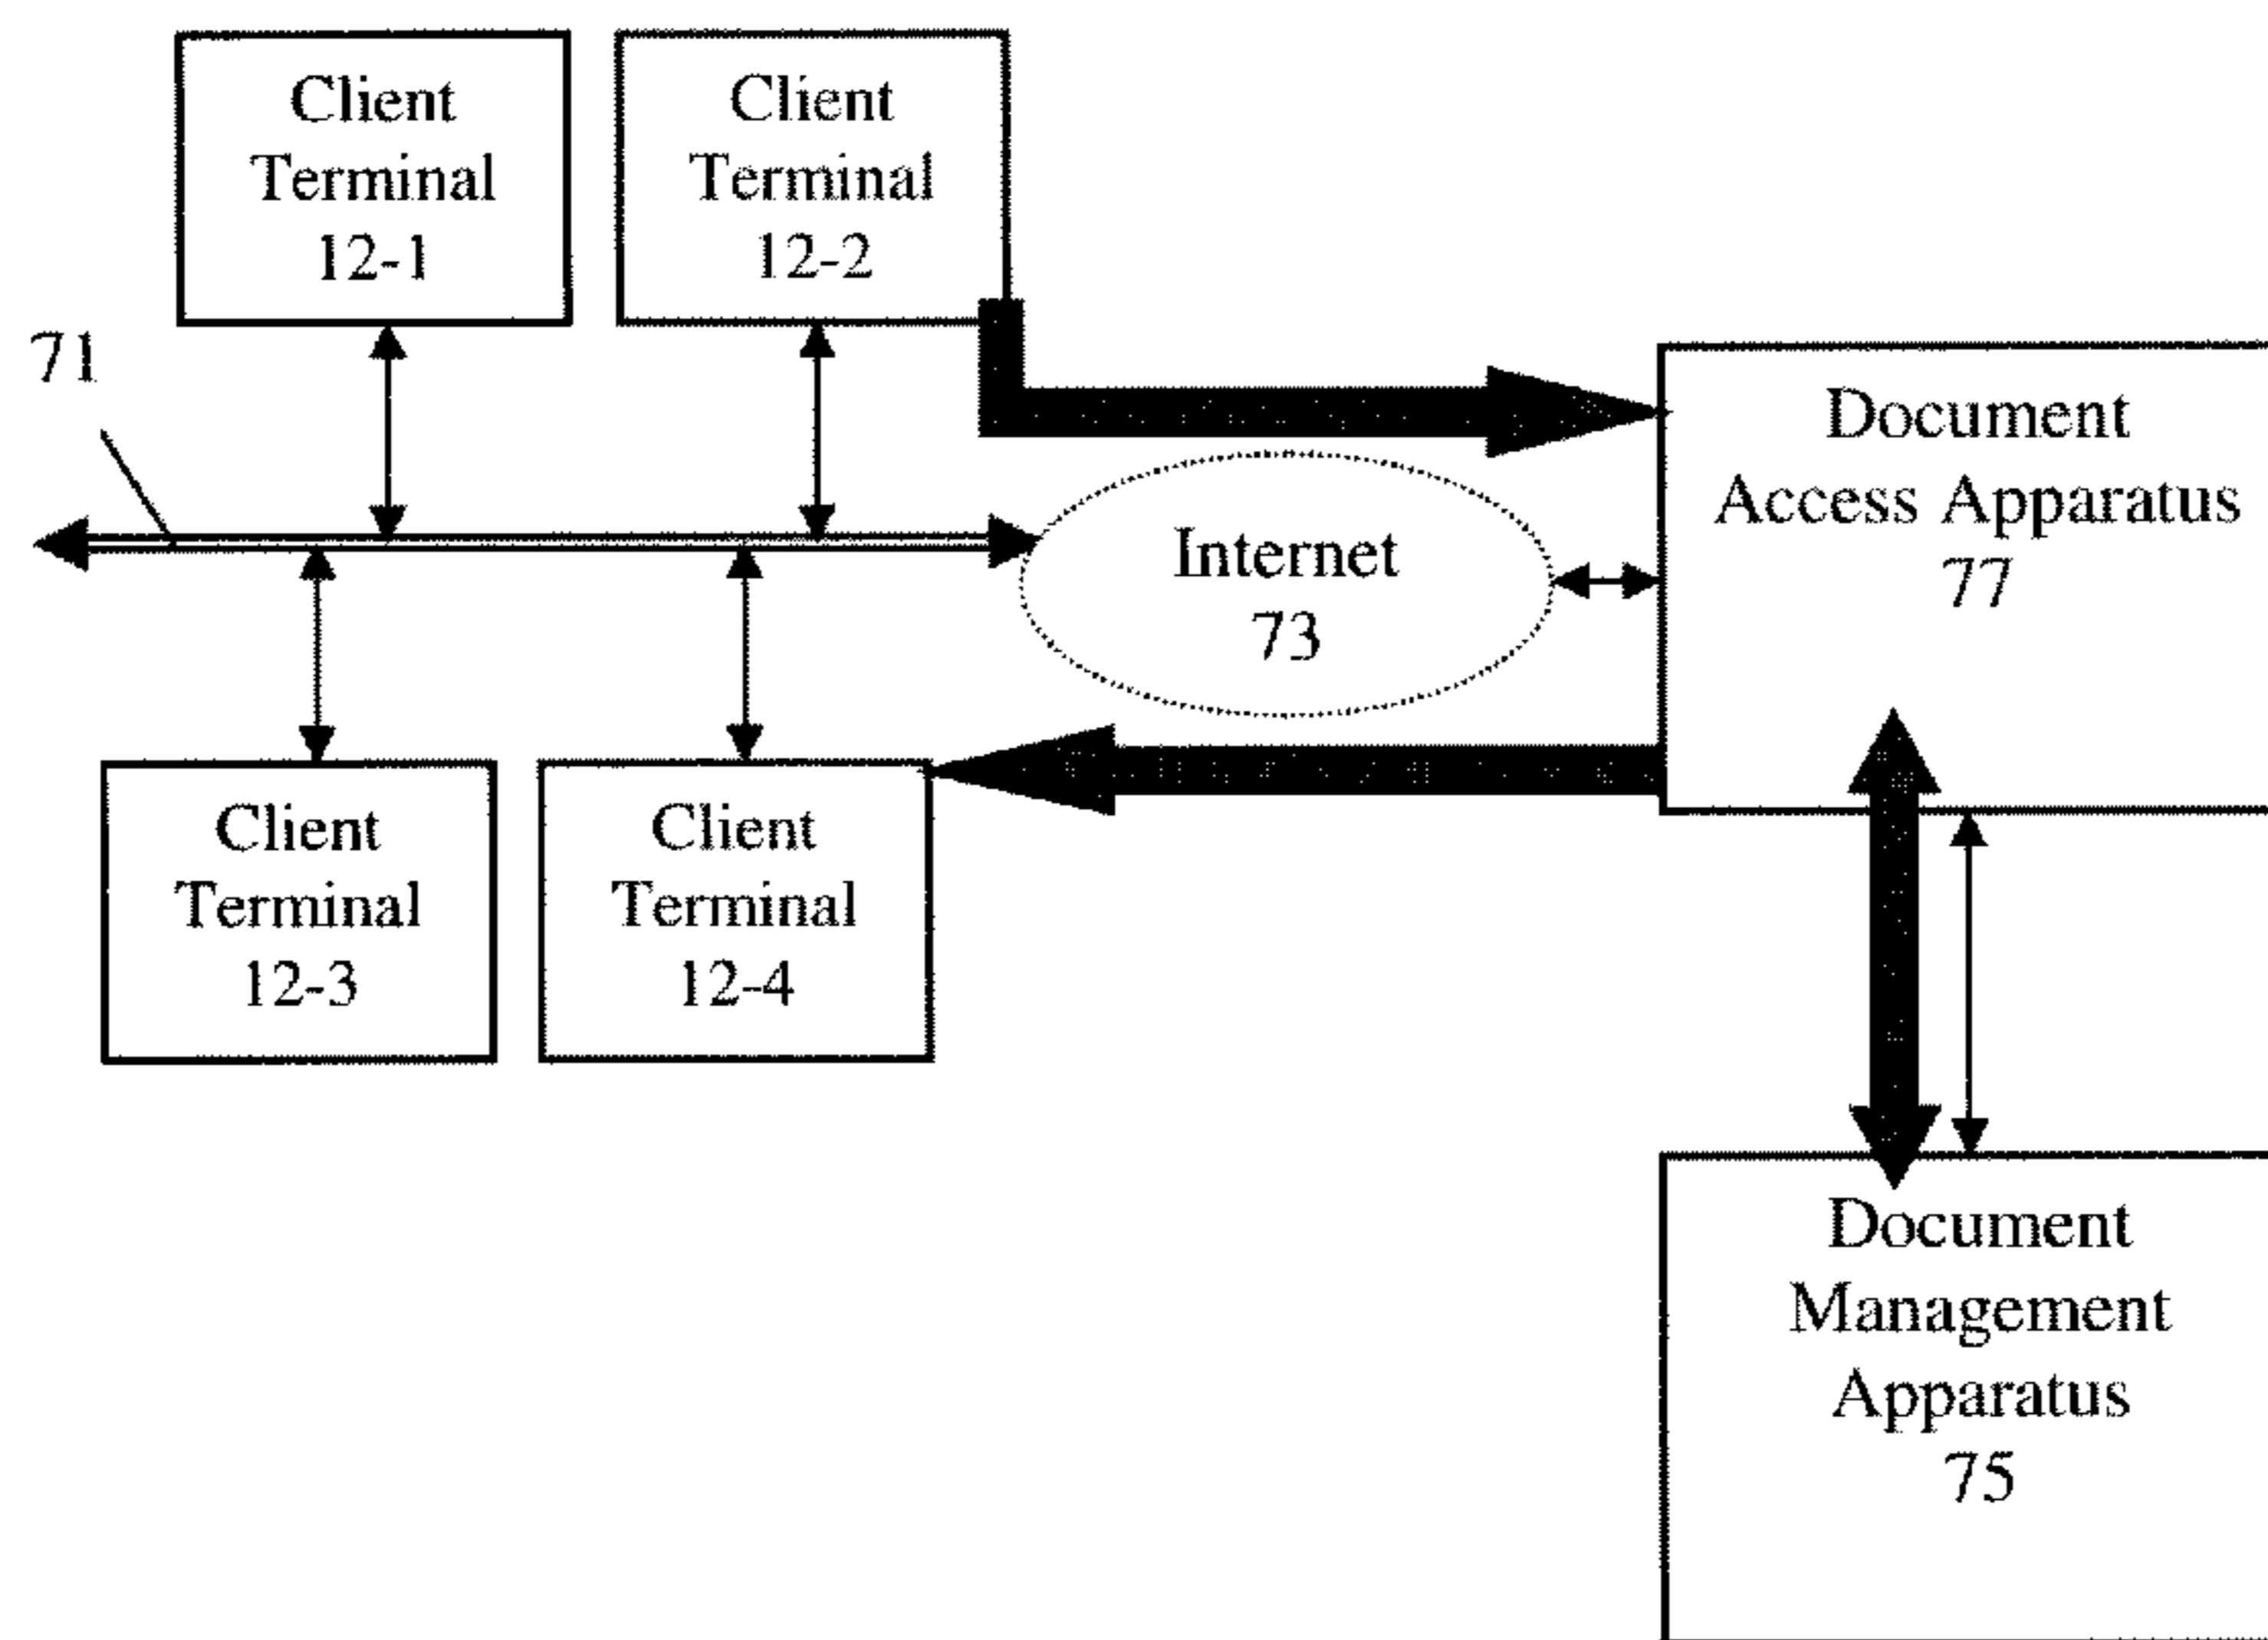 Client
Terminal
12-1
Client
Terminal
12-2
71
Document
Access Apparatus
77
Internet
73
Client
Terminal
12-3
Client
Terminal
12-4
Document
Management
Apparatus
75